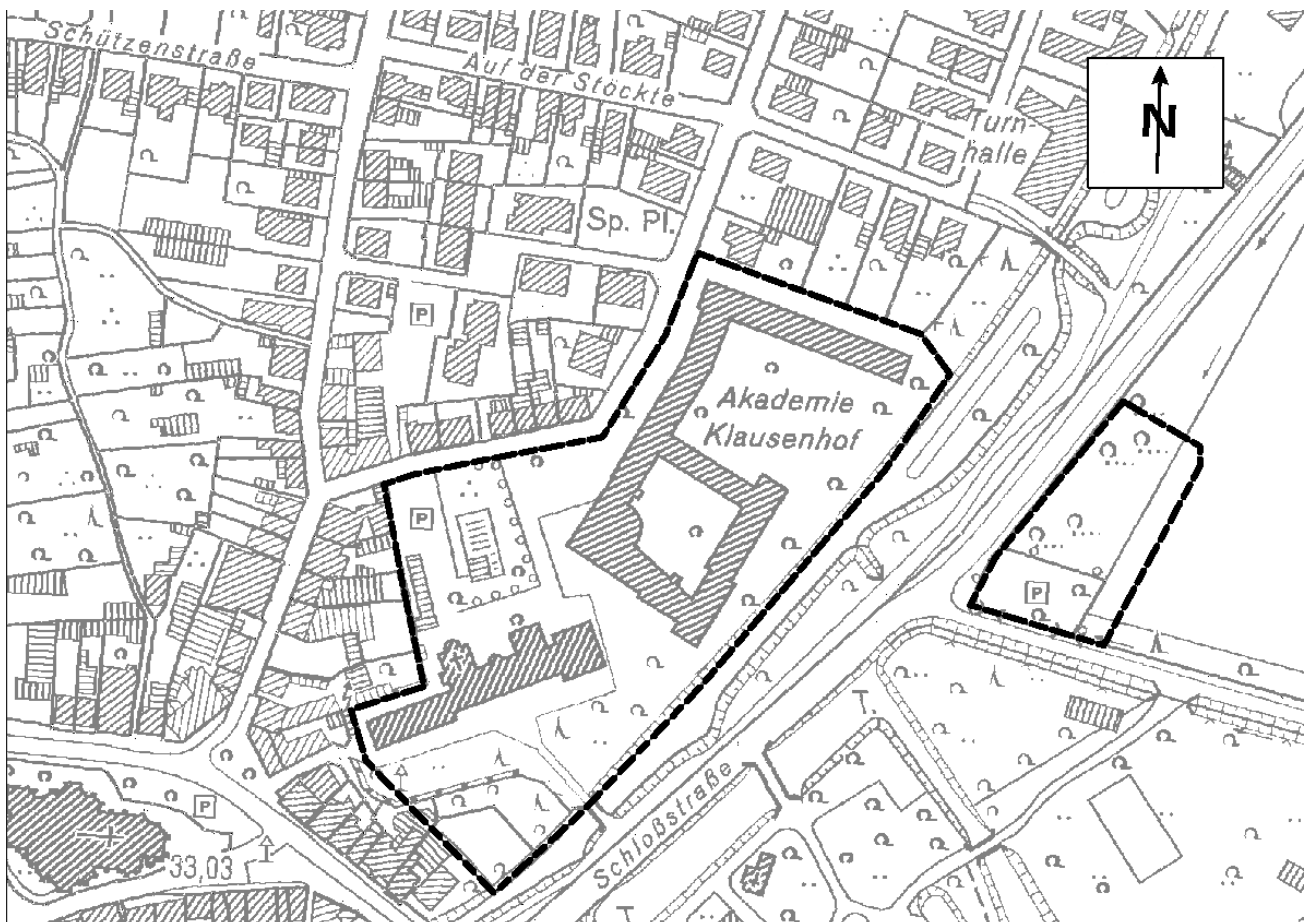 Schützenstraße
Auf der Stöckte
Turn-
halle
N
Sp. Pl.
P
Akademie
Klausenhof
P
P
T.
Schloßstraße
P
33,03
T.